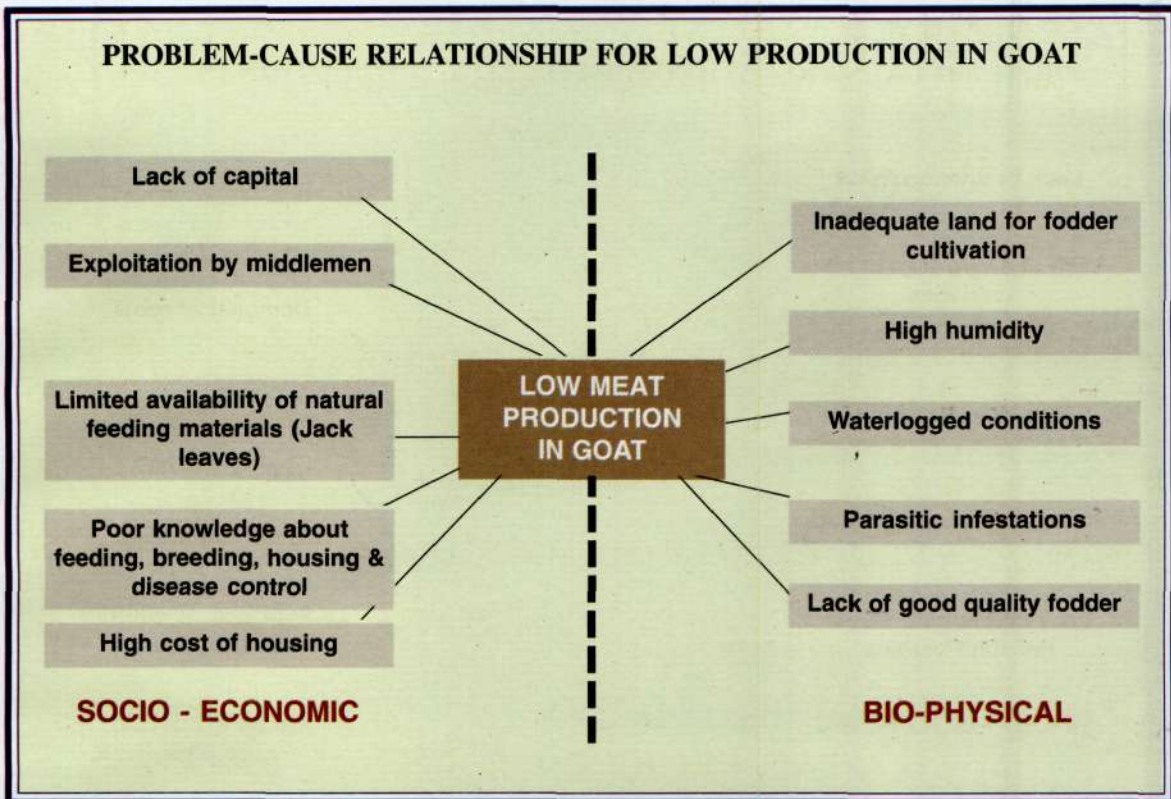 PROBLEM-CAUSE RELATIONSHIP FOR LOW PRODUCTION IN GOAT
Lack of capital
Exploitation by middlemen
Limited availability of natural
feeding materials (Jack
leaves)
Poor knowledge about
feeding, breeding, housing &
disease control
High cost of housing
SOCIO - ECONOMIC
LOW MEAT
PRODUCTION
IN GOAT
Inadequate land for fodder
cultivation
High humidity
Waterlogged conditions
Parasitic infestations
Lack of good quality fodder
BIO-PHYSICAL